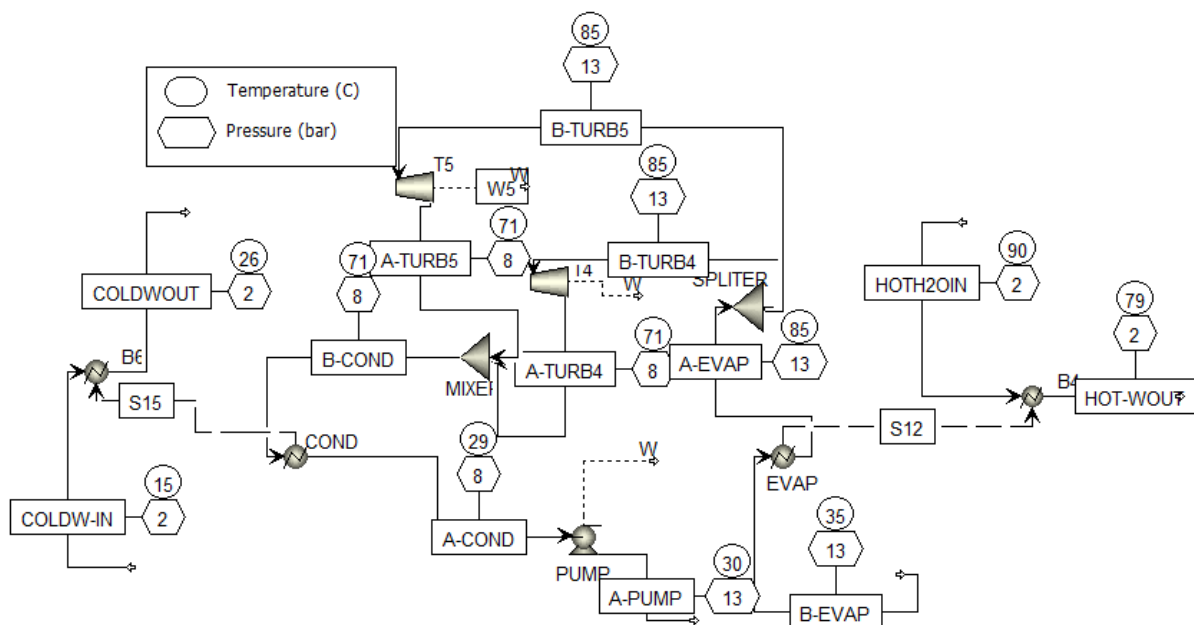 85
13
Temperature (C)
Pressure (bar)
B-TURB5
T5
W
W5
85
13
71
8
B-TURB4
71
8
A-TURB5
T4
W
SPLITER
26
2
COLDWOUT
90
2
HOTH2OIN
79
2
B-COND
MIXER
A-TURB4
71
8
A-EVAP
85
13
B6
S15
B4
HOT-WOUT
S12
COND
29
8
W
EVAP
15
2
COLDW-IN
A-COND
PUMP
35
13
30
13
A-PUMP
B-EVAP